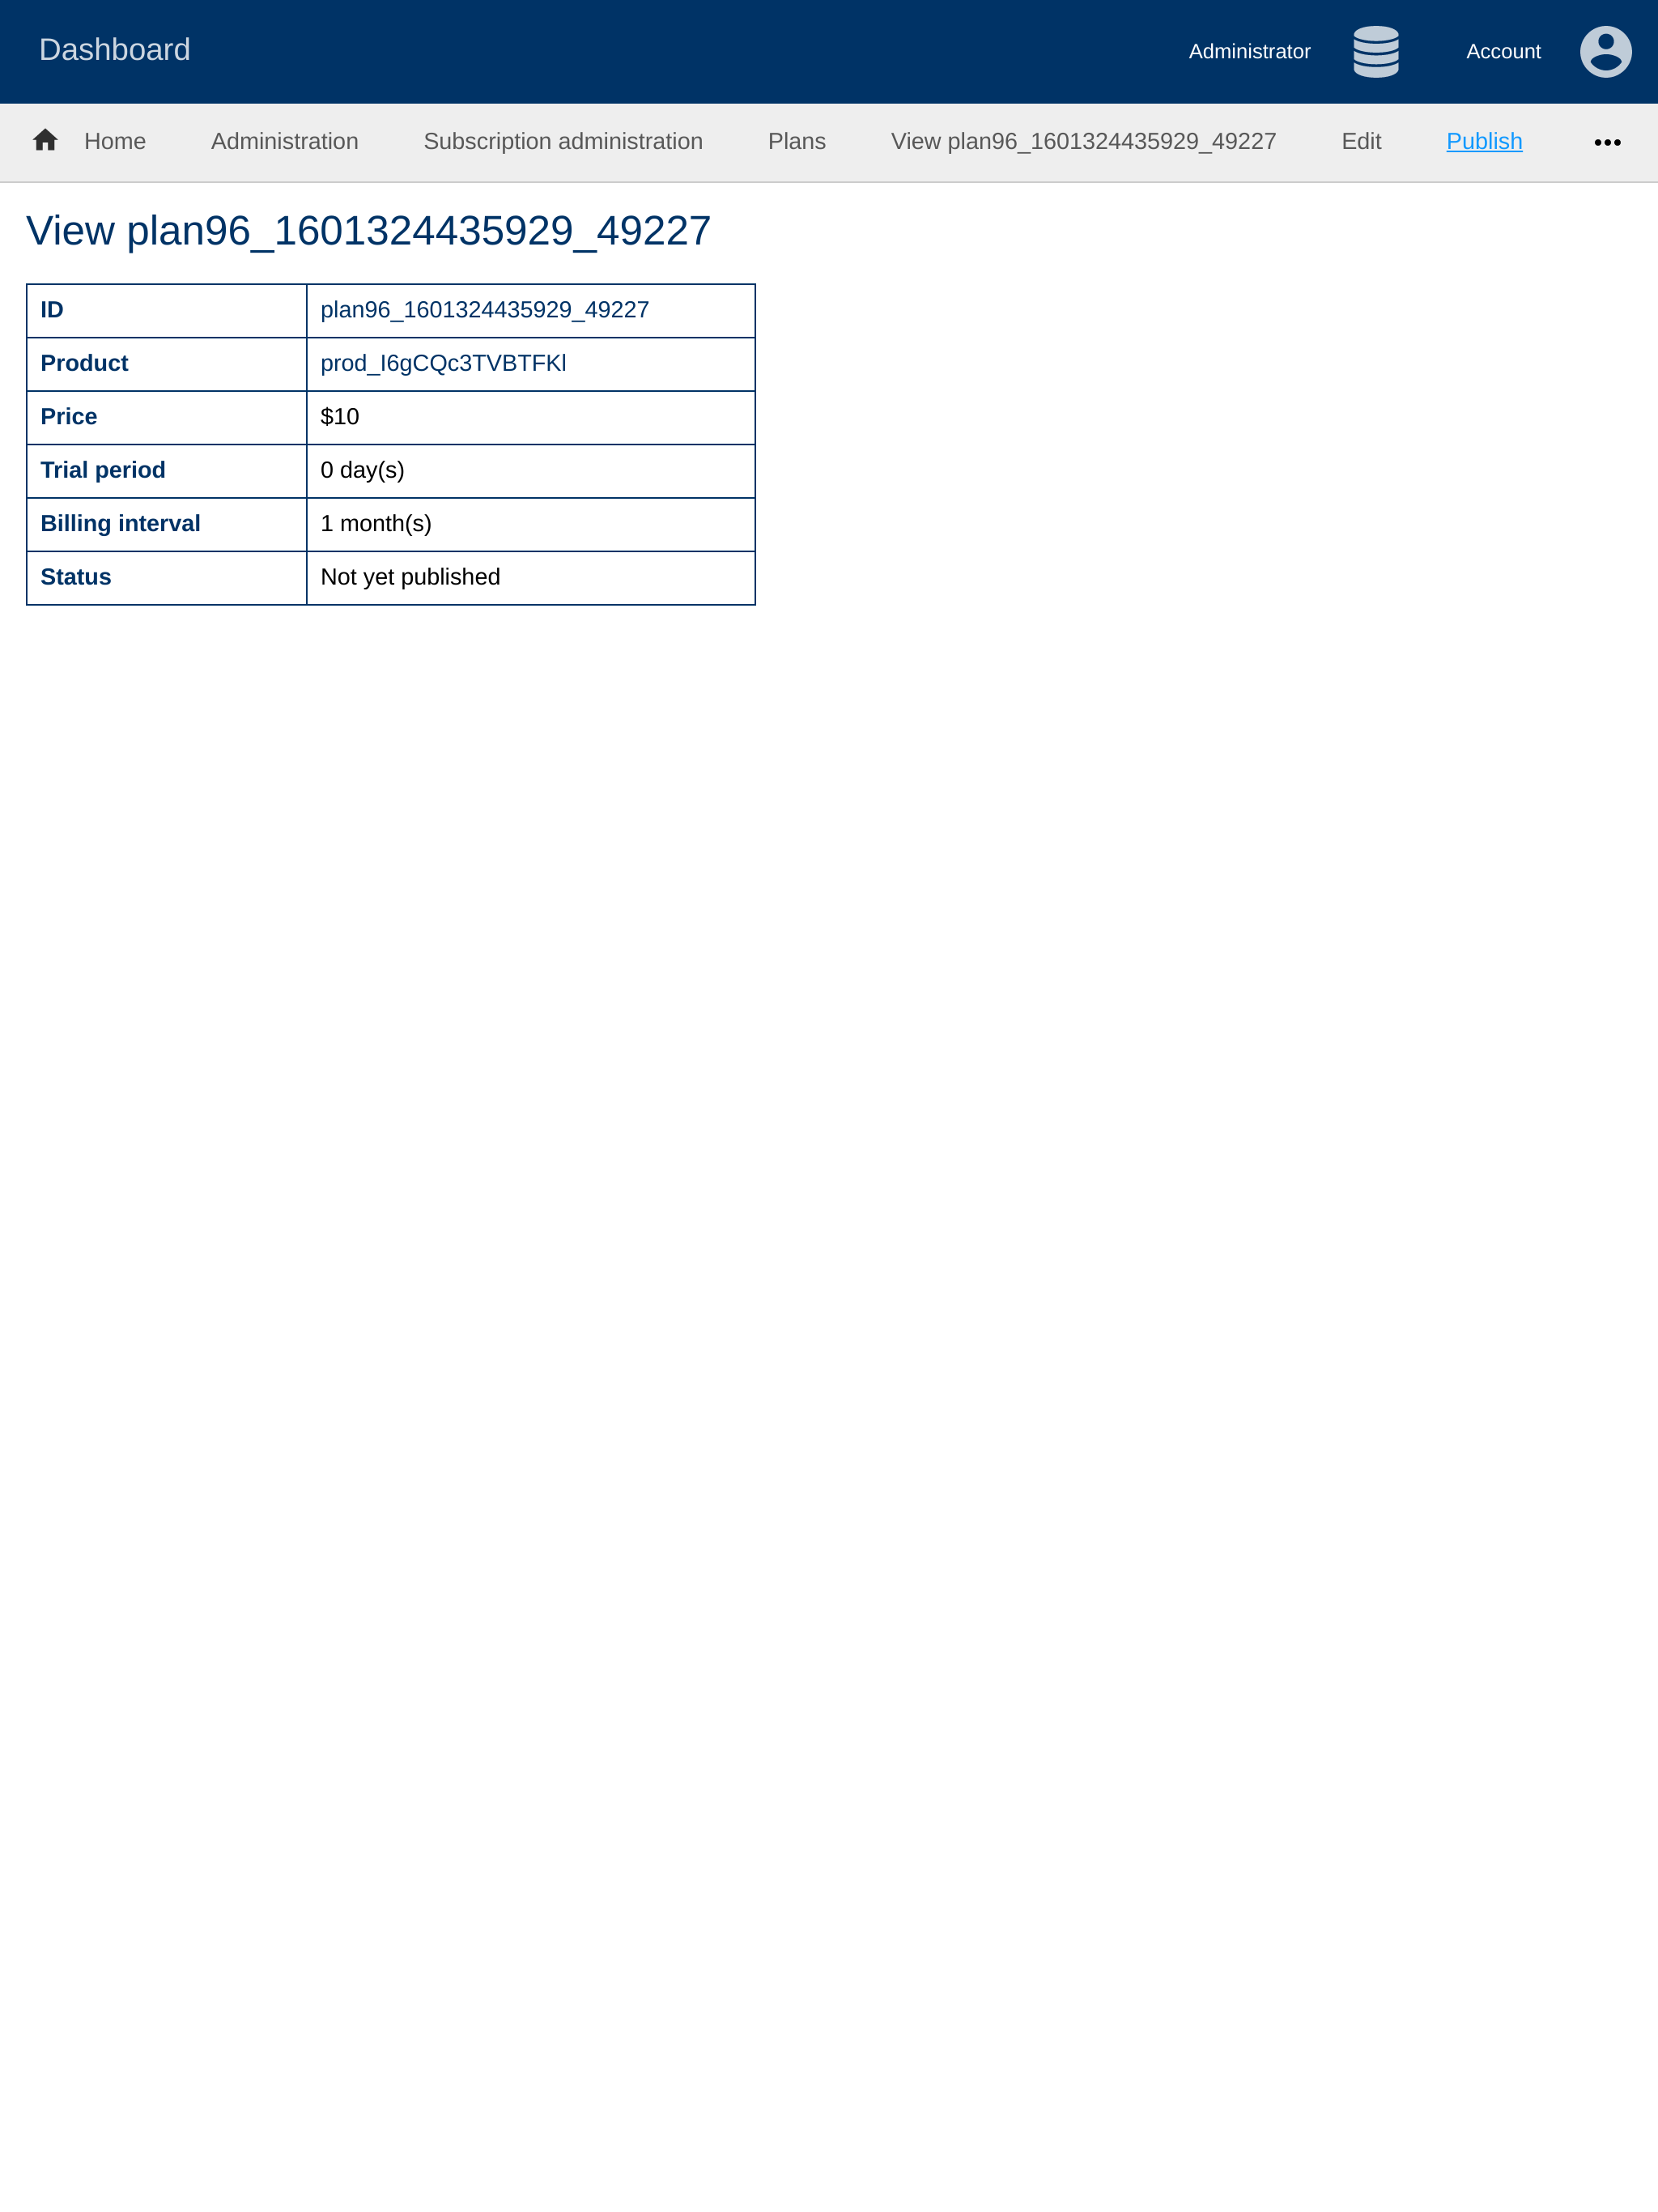 Dashboard
Administrator
Account
Home
Administration
Subscription administration
Plans
View plan96_1601324435929_49227
Edit
Publish
View plan96_1601324435929_49227
ID plan96_1601324435929_49227
Product prod_I6gCQc3TVBTFKl
Price $10
Trial period 0 day(s)
Billing interval 1 month(s)
Status Not yet published